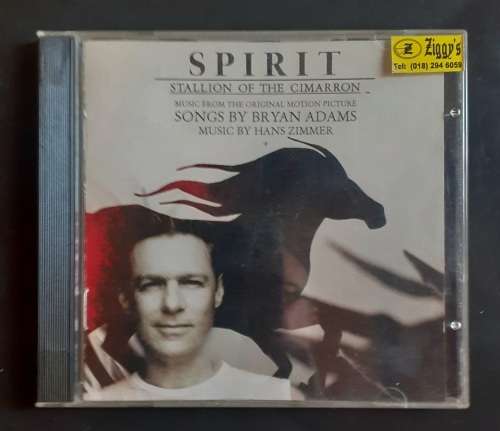 SPIRIT
STALLION OF THE CIMARRON
MUSIC FROM THE ORIGINAL MOTION PICTURE
SONGS BY BRYAN ADAMS
MUSIC BY HANS ZIMMER
Z Ziggy's
Tel: (018) 294 6059